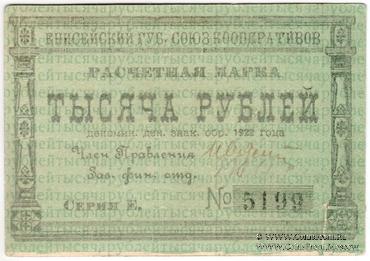 ЕНИСЕЙСКИЙ ГУБ. СОЮЗ КООПЕРАТИВОВ
РАСЧЕТНАЯ МАРКА
ТЫСЯЧА РУБЛЕЙ
деномин. ден. знак. обр. 1922 года
Член Правления
Зав. фин. отд.
Серия Е. № 5199